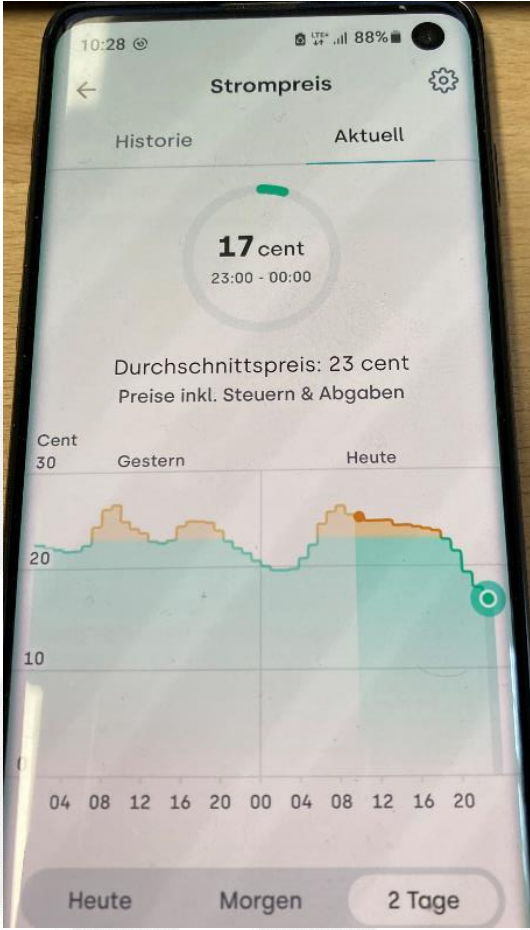 10:28
LTE+ 88%
Strompreis
Historie Aktuell
17 cent
23:00 - 00:00
Durchschnittspreis: 23 cent
Preise inkl. Steuern & Abgaben
Cent
30 Gestern Heute
20
10
0
04 08 12 16 20 00 04 08 12 16 20
Heute Morgen 2 Tage